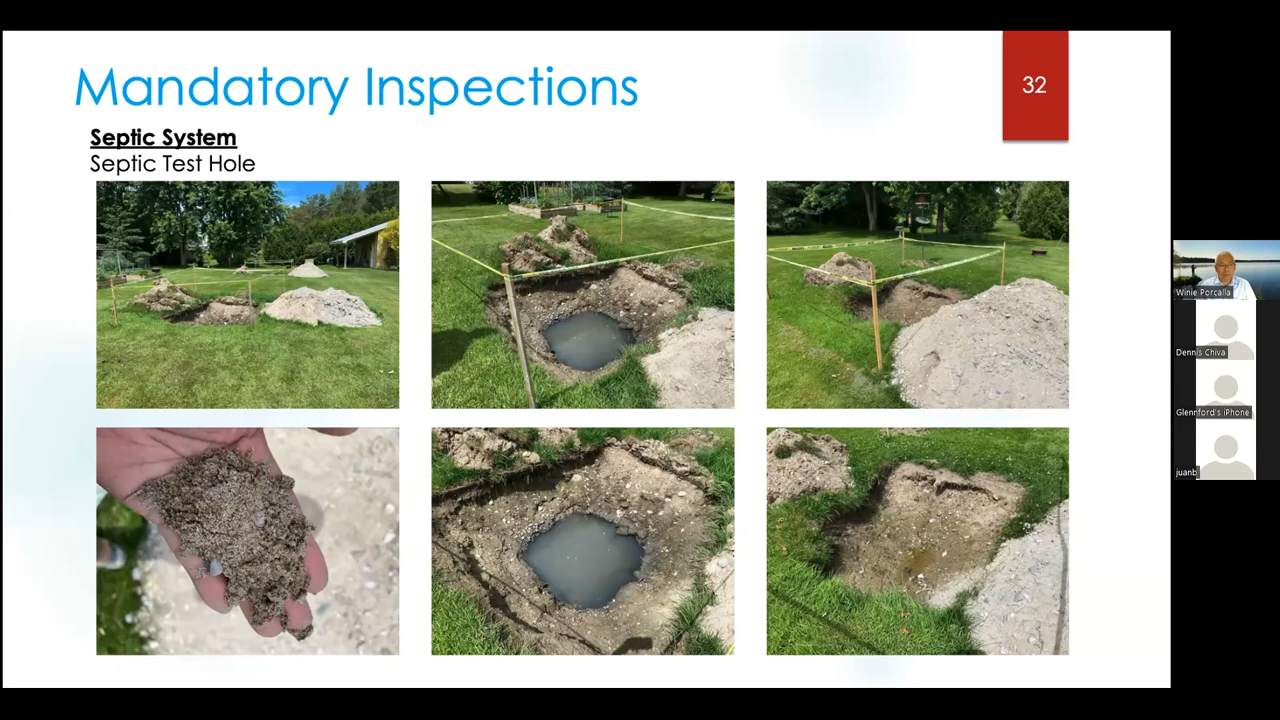 Mandatory Inspections
32
Septic System
Septic Test Hole
Winie Porcalla
Dennis Chiva
Glennford's iPhone
juanb